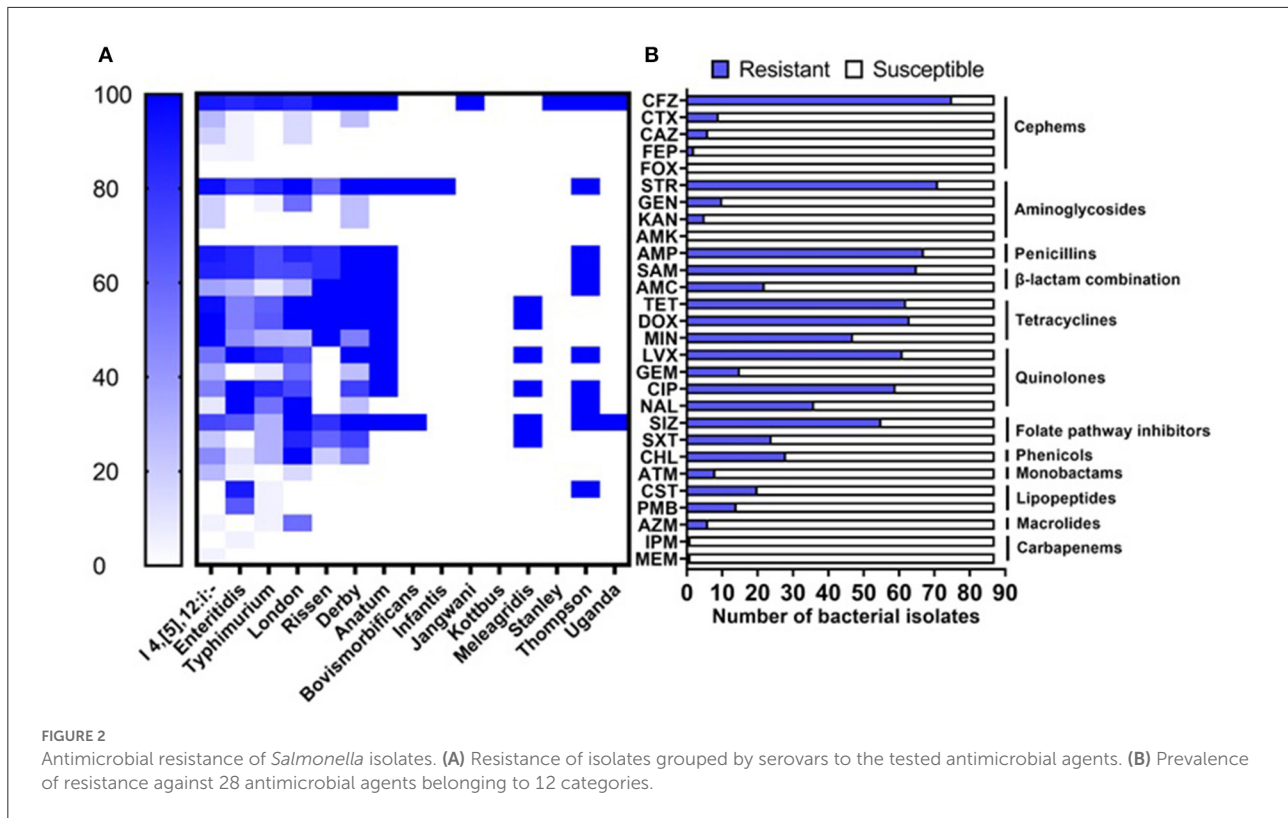 A
100
80
60
40
20
0
I 4,[5],12:i:-
Enteritidis
Typhimurium
London
Rissen
Derby
Anatum
Bovismorbificans
Infantis
Jangwani
Kottbus
Meleagridis
Stanley
Thompson
Uganda
B
Resistant Susceptible
CFZ
CTX
CAZ
FEP
FOX
STR
GEN
KAN
AMK
AMP
SAM
AMC
TET
DOX
MIN
LVX
GEM
CIP
NAL
SIZ
SXT
CHL
ATM
CST
PMB
AZM
IPM
MEM
Cephems
Aminoglycosides
Penicillins
β-lactam combination
Tetracyclines
Quinolones
Folate pathway inhibitors
Phenicols
Monobactams
Lipopeptides
Macrolides
Carbapenems
0 10 20 30 40 50 60 70 80 90
Number of bacterial isolates
FIGURE 2
Antimicrobial resistance of Salmonella isolates. (A) Resistance of isolates grouped by serovars to the tested antimicrobial agents. (B) Prevalence
of resistance against 28 antimicrobial agents belonging to 12 categories.